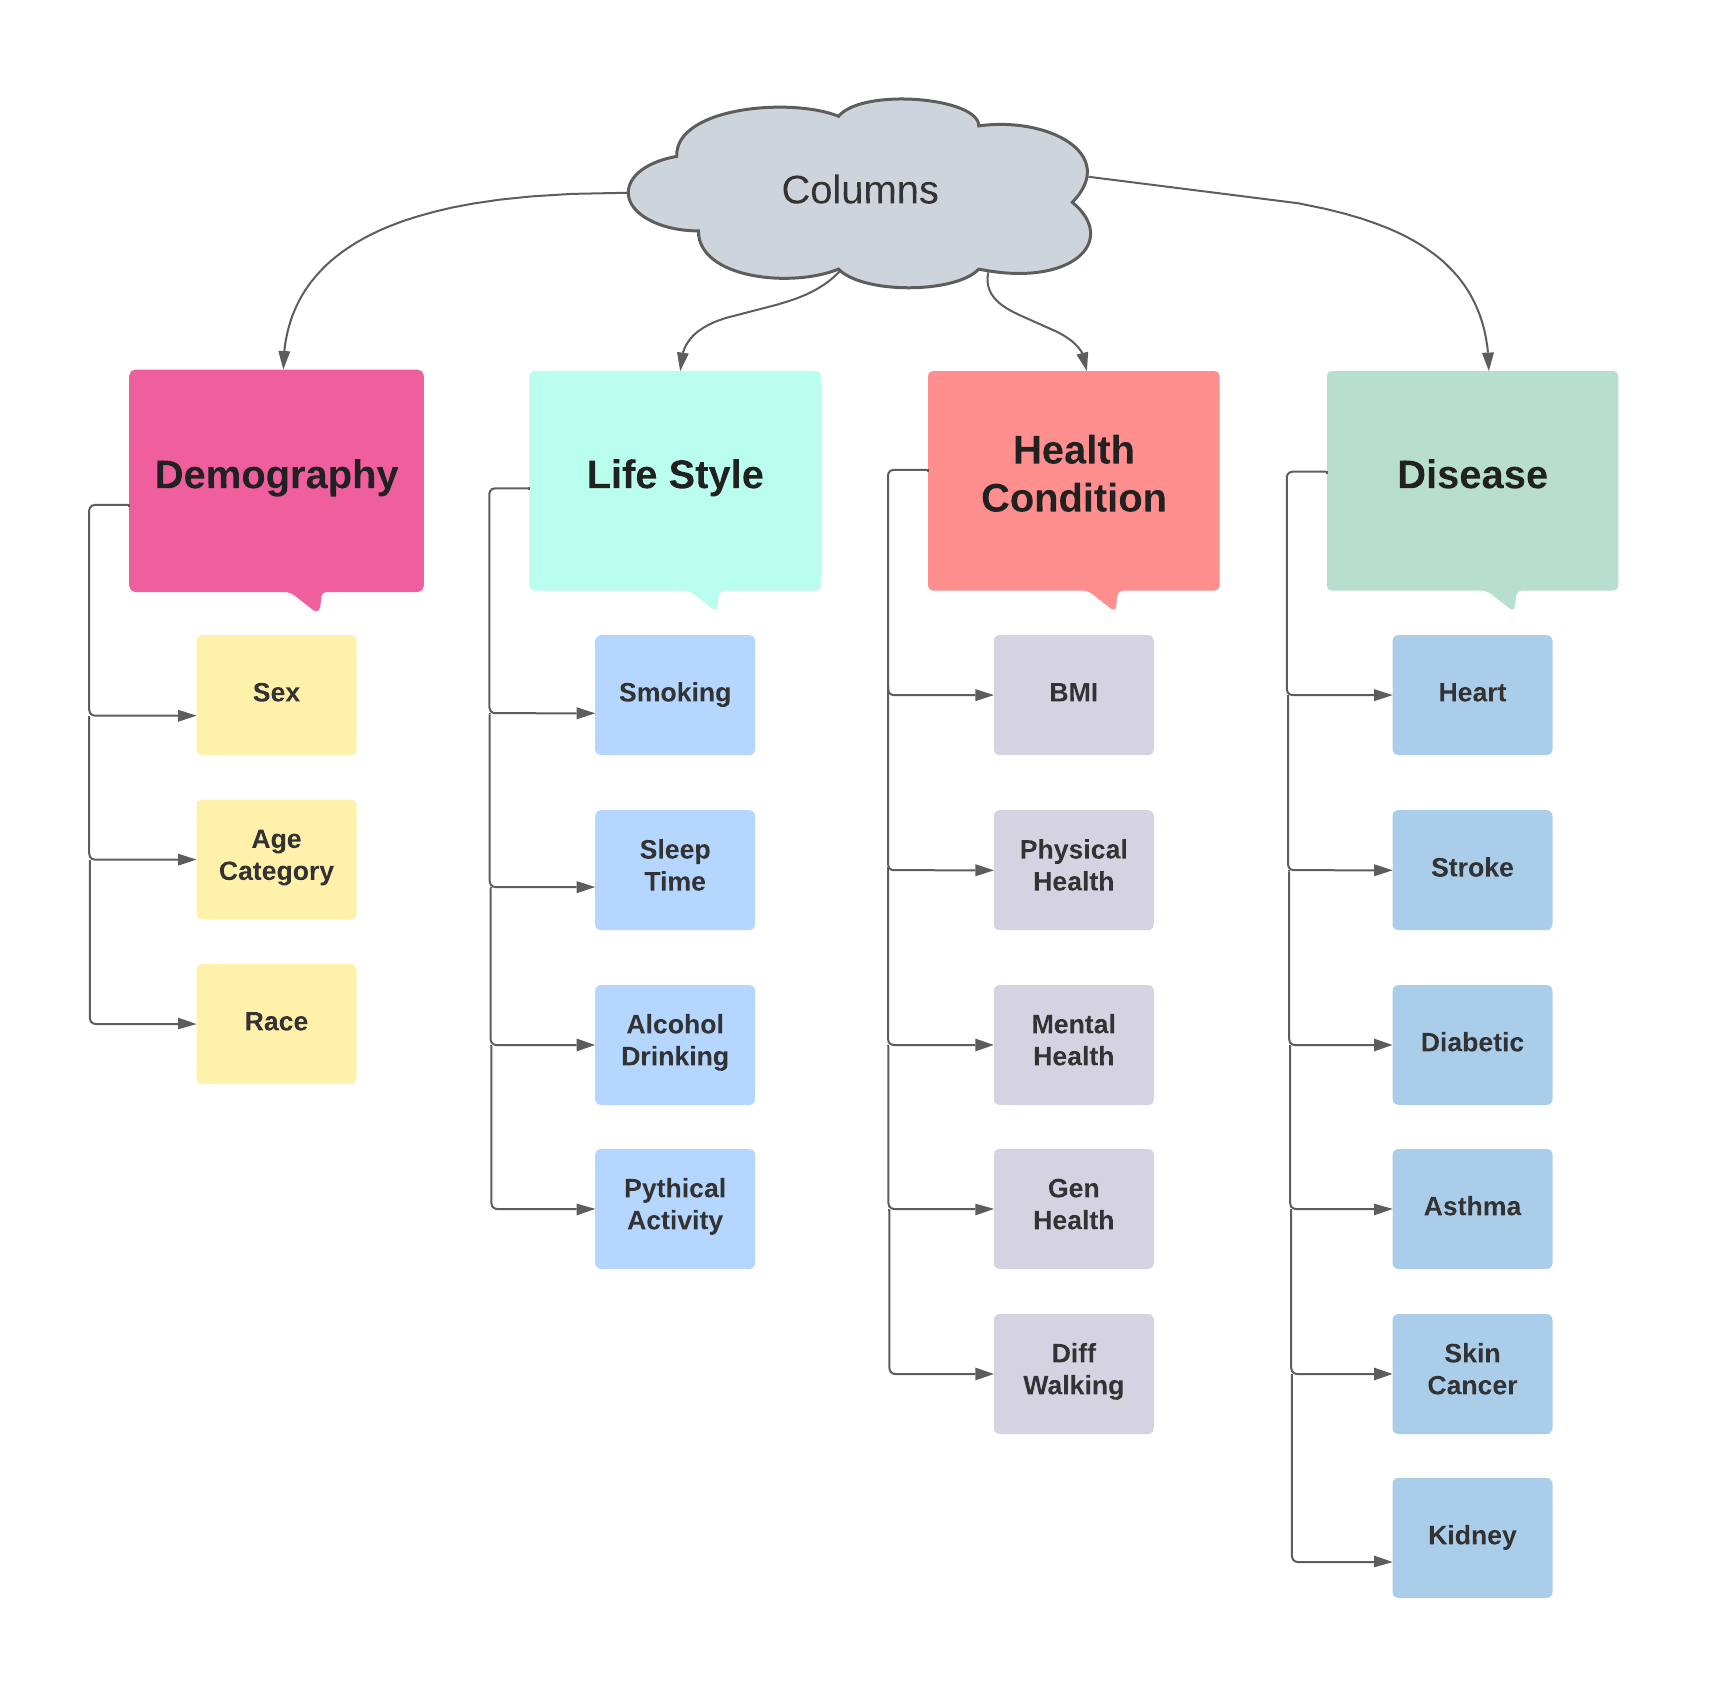 Columns
Demography
Life Style
Health
Condition
Disease
Sex
Age
Category
Race
Smoking
Sleep
Time
Alcohol
Drinking
Pythical
Activity
BMI
Physical
Health
Mental
Health
Gen
Health
Diff
Walking
Heart
Stroke
Diabetic
Asthma
Skin
Cancer
Kidney